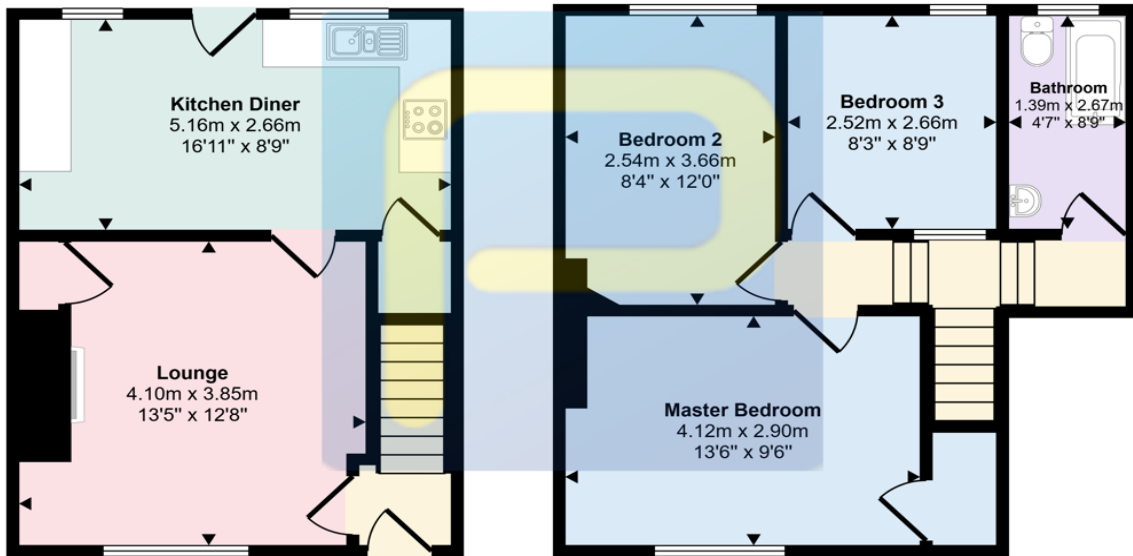 Kitchen Diner
5.16m x 2.66m
16'11" x 8'9"
Lounge
4.10m x 3.85m
13'5" x 12'8"
Bedroom 2
2.54m x 3.66m
8'4" x 12'0"
Bedroom 3
2.52m x 2.66m
8'3" x 8'9"
Bathroom
1.39m x 2.67m
4'7" x 8'9"
Master Bedroom
4.12m x 2.90m
13'6" x 9'6"